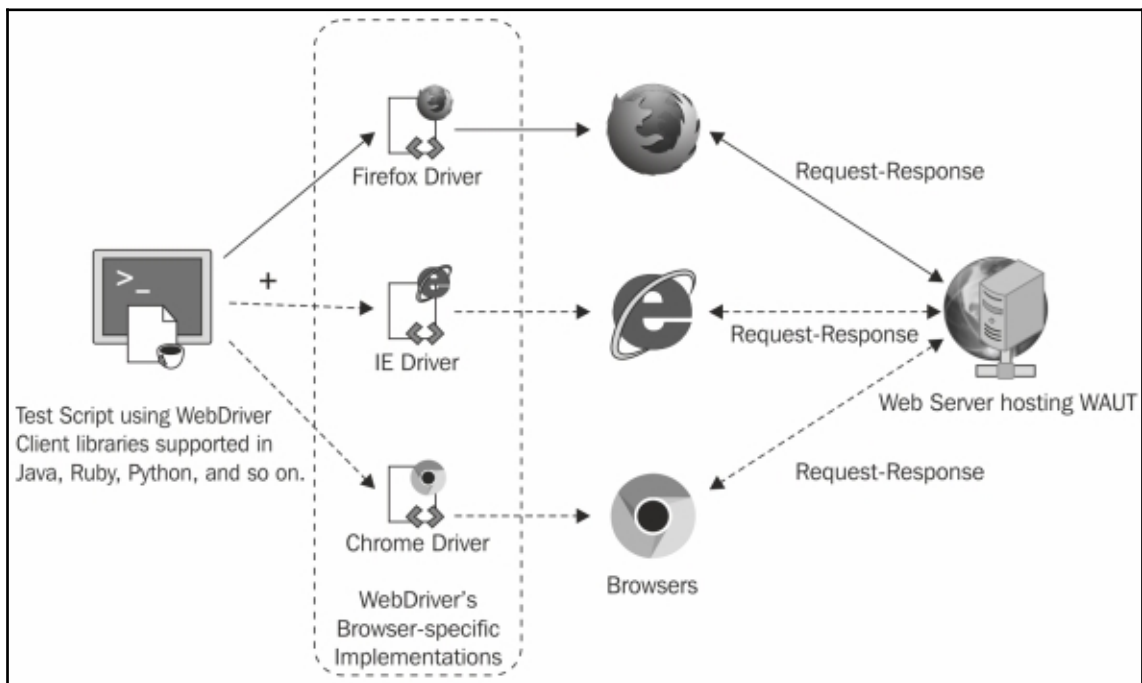 Firefox Driver
Request-Response
>_
+
IE Driver
Request-Response
Test Script using WebDriver
Client libraries supported in
Java, Ruby, Python, and so on.
Web Server hosting WAUT
Request-Response
Chrome Driver
Browsers
WebDriver's
Browser-specific
Implementations